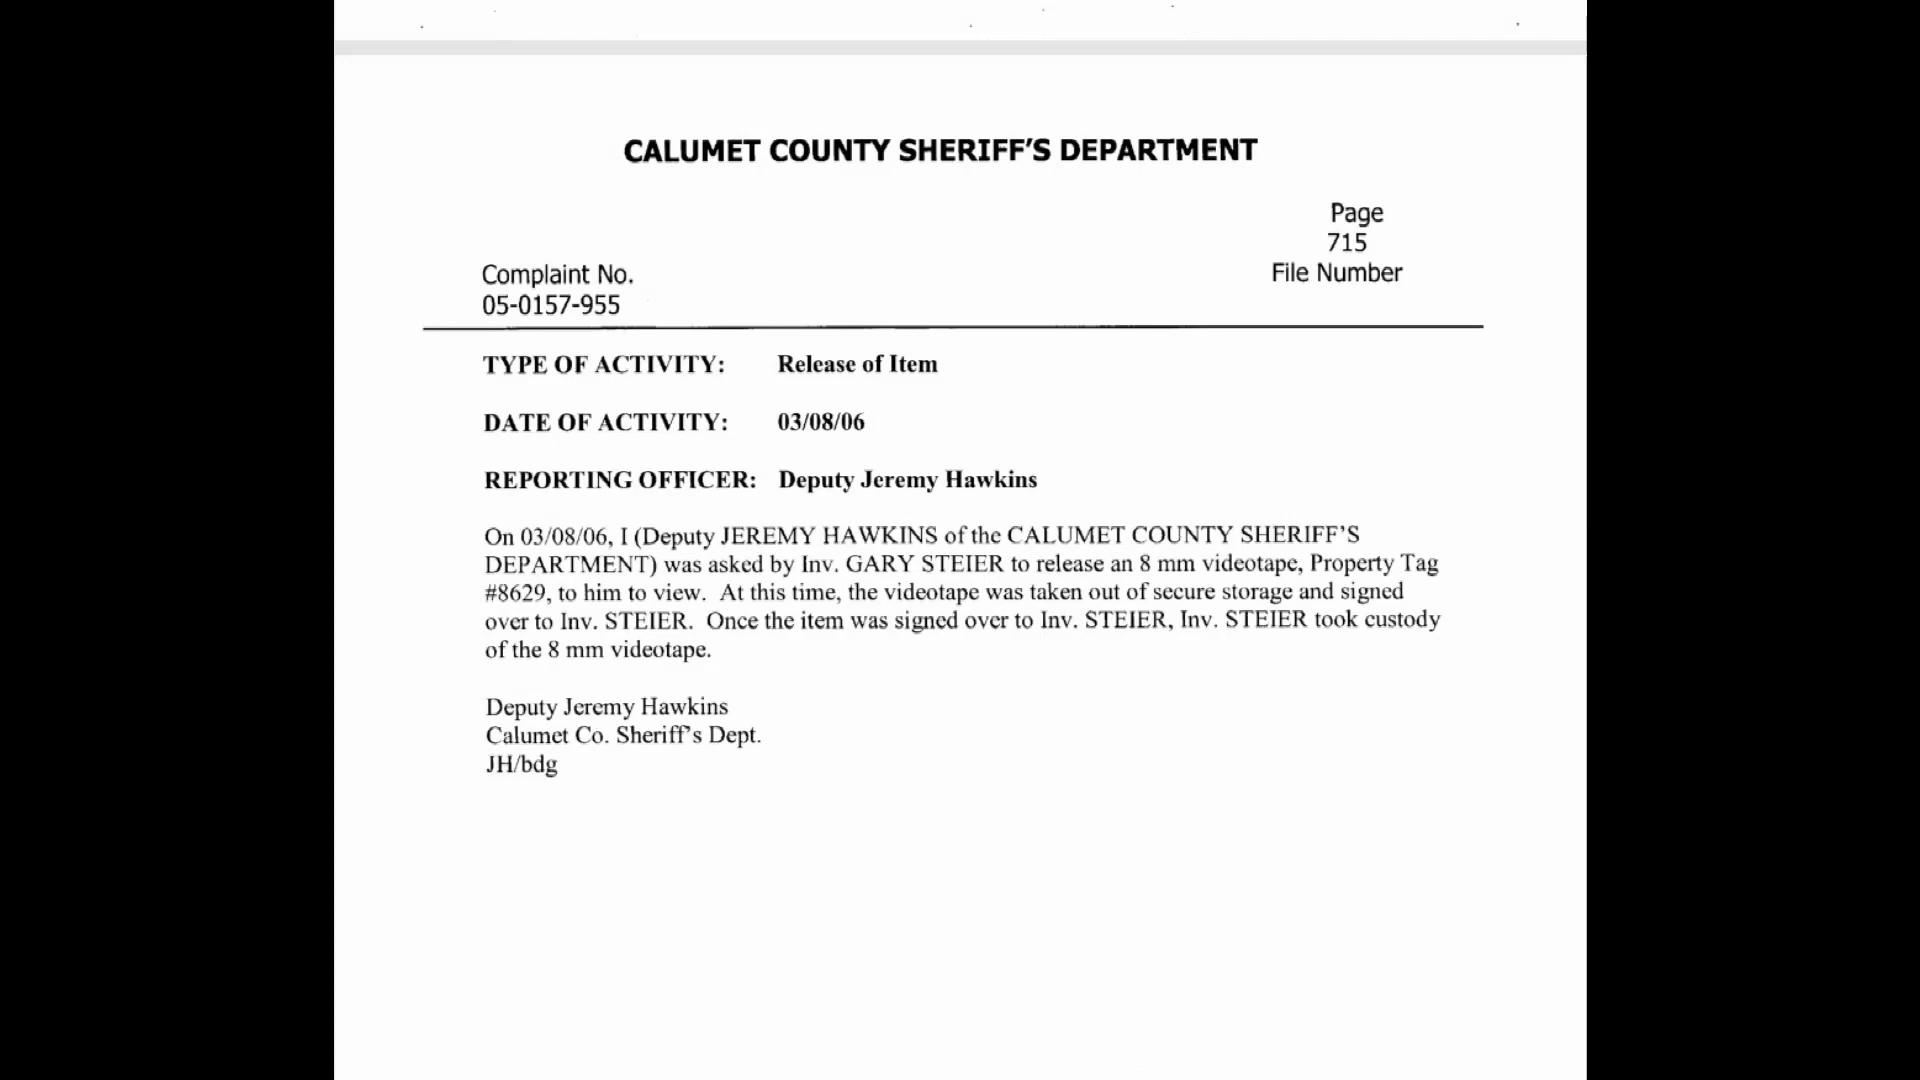 CALUMET COUNTY SHERIFF'S DEPARTMENT
Page
715
File Number
Complaint No.
05-0157-955
TYPE OF ACTIVITY: Release of Item
DATE OF ACTIVITY: 03/08/06
REPORTING OFFICER: Deputy Jeremy Hawkins
On 03/08/06, I (Deputy JEREMY HAWKINS of the CALUMET COUNTY SHERIFF'S
DEPARTMENT) was asked by Inv. GARY STEIER to release an 8 mm videotape, Property Tag
#8629, to him to view. At this time, the videotape was taken out of secure storage and signed
over to Inv. STEIER. Once the item was signed over to Inv. STEIER, Inv. STEIER took custody
of the 8 mm videotape.
Deputy Jeremy Hawkins
Calumet Co. Sheriff's Dept.
JH/bdg